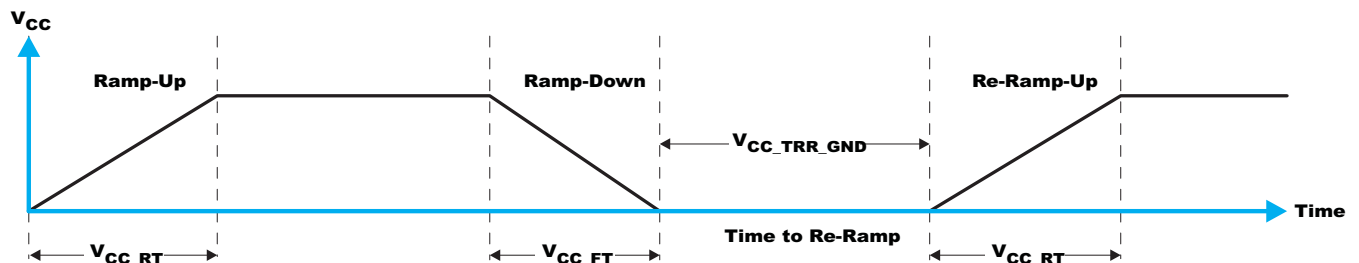 VCC
Ramp-Up
Ramp-Down
Re-Ramp-Up
VCC_TRR_GND
Time
Time to Re-Ramp
VCC_RT
VCC_FT
VCC_RT